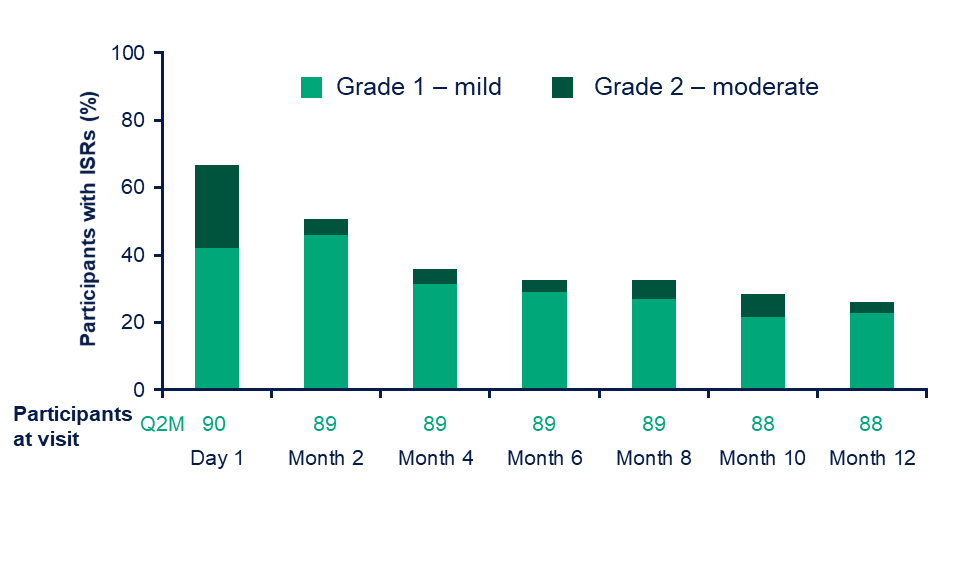 Participants with ISRs (%)
100
80
60
40
20
0
Grade 1 – mild
Grade 2 – moderate
Participants
at visit
Q2M 90 89 89 89 89 88 88
Day 1 Month 2 Month 4 Month 6 Month 8 Month 10 Month 12